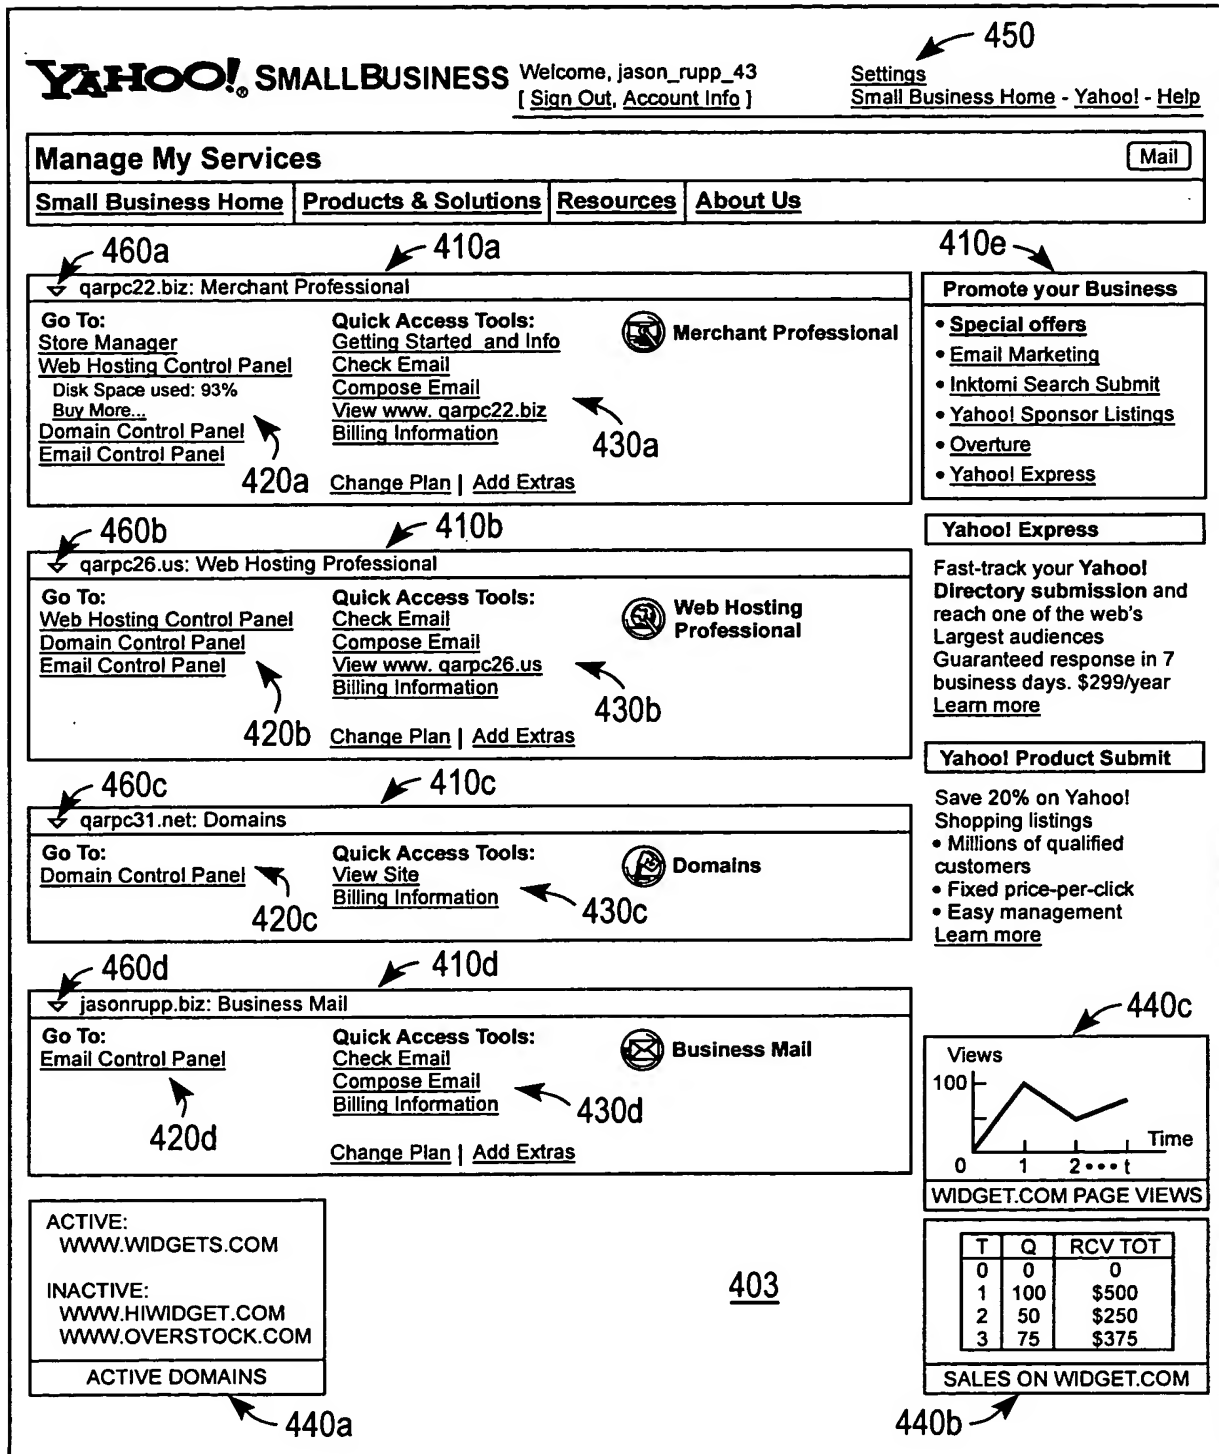 450
YAHOO!® SMALLBUSINESS
Welcome, jason_rupp_43
[ Sign Out, Account Info ]
Settings
Small Business Home - Yahoo! - Help
Manage My Services
Mail
Small Business Home
Products & Solutions
Resources
About Us
460a
410a
qarpc22.biz: Merchant Professional
Go To:
Store Manager
Web Hosting Control Panel
Disk Space used: 93%
Buy More...
Domain Control Panel
Email Control Panel
420a
Quick Access Tools:
Getting Started and Info
Check Email
Compose Email
View www. qarpc22.biz
Billing Information
430a
Change Plan | Add Extras
Merchant Professional
460b
410b
qarpc26.us: Web Hosting Professional
Go To:
Web Hosting Control Panel
Domain Control Panel
Email Control Panel
420b
Quick Access Tools:
Check Email
Compose Email
View www. qarpc26.us
Billing Information
430b
Change Plan | Add Extras
Web Hosting
Professional
460c
410c
qarpc31.net: Domains
Go To:
Domain Control Panel
420c
Quick Access Tools:
View Site
Billing Information
430c
Domains
460d
410d
jasonrupp.biz: Business Mail
Go To:
Email Control Panel
420d
Quick Access Tools:
Check Email
Compose Email
Billing Information
430d
Change Plan | Add Extras
Business Mail
410e
Promote your Business
• Special offers
• Email Marketing
• Inktomi Search Submit
• Yahoo! Sponsor Listings
• Overture
• Yahoo! Express
Yahoo! Express
Fast-track your Yahoo!
Directory submission and
reach one of the web's
Largest audiences
Guaranteed response in 7
business days. $299/year
Learn more
Yahoo! Product Submit
Save 20% on Yahoo!
Shopping listings
• Millions of qualified
customers
• Fixed price-per-click
• Easy management
Learn more
440c
Views
100
Time
0 1 2 ••• t
WIDGET.COM PAGE VIEWS
T Q RCV TOT
0 0 0
1 100 $500
2 50 $250
3 75 $375
SALES ON WIDGET.COM
440b
ACTIVE:
WWW.WIDGETS.COM
INACTIVE:
WWW.HIWIDGET.COM
WWW.OVERSTOCK.COM
ACTIVE DOMAINS
440a
403